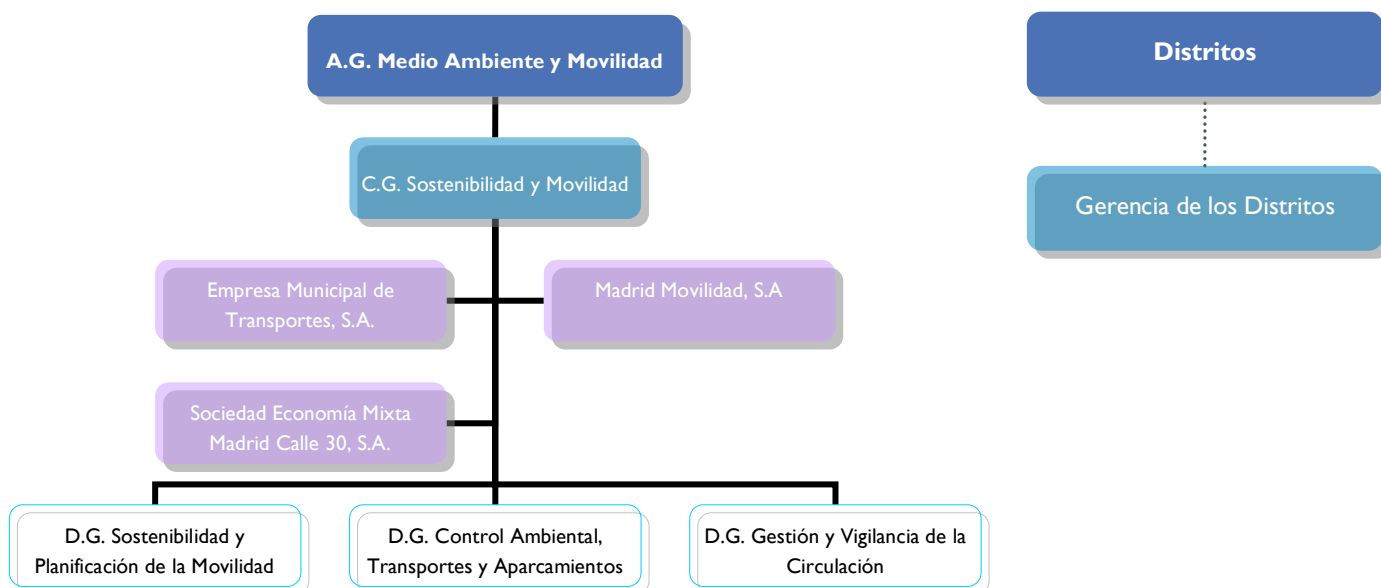 A.G. Medio Ambiente y Movilidad
Distritos
C.G. Sostenibilidad y Movilidad
Gerencia de los Distritos
Empresa Municipal de
Transportes, S.A.
Madrid Movilidad, S.A
Sociedad Economía Mixta
Madrid Calle 30, S.A.
D.G. Sostenibilidad y
Planificación de la Movilidad
D.G. Control Ambiental,
Transportes y Aparcamientos
D.G. Gestión y Vigilancia de la
Circulación